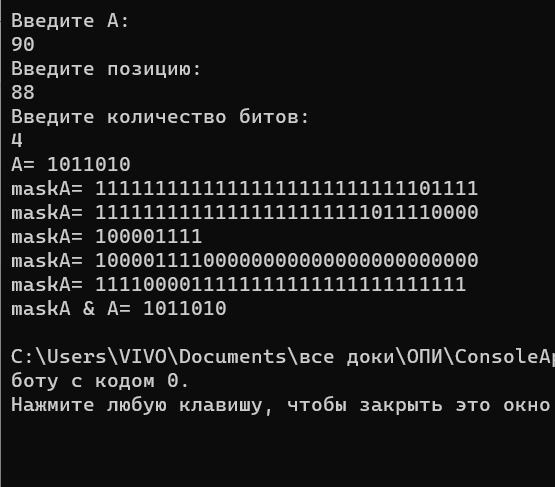 Введите А:
90
Введите позицию:
88
Введите количество битов:
4
A= 1011010
maskA= 11111111111111111111111111101111
maskA= 11111111111111111111111011110000
maskA= 100001111
maskA= 10000111100000000000000000000000
maskA= 1111000011111111111111111111111
maskA & A= 1011010
C:\Users\VIVO\Documents\все доки\ОПИ\ConsoleAp
боту с кодом 0.
Нажмите любую клавишу, чтобы закрыть это окно